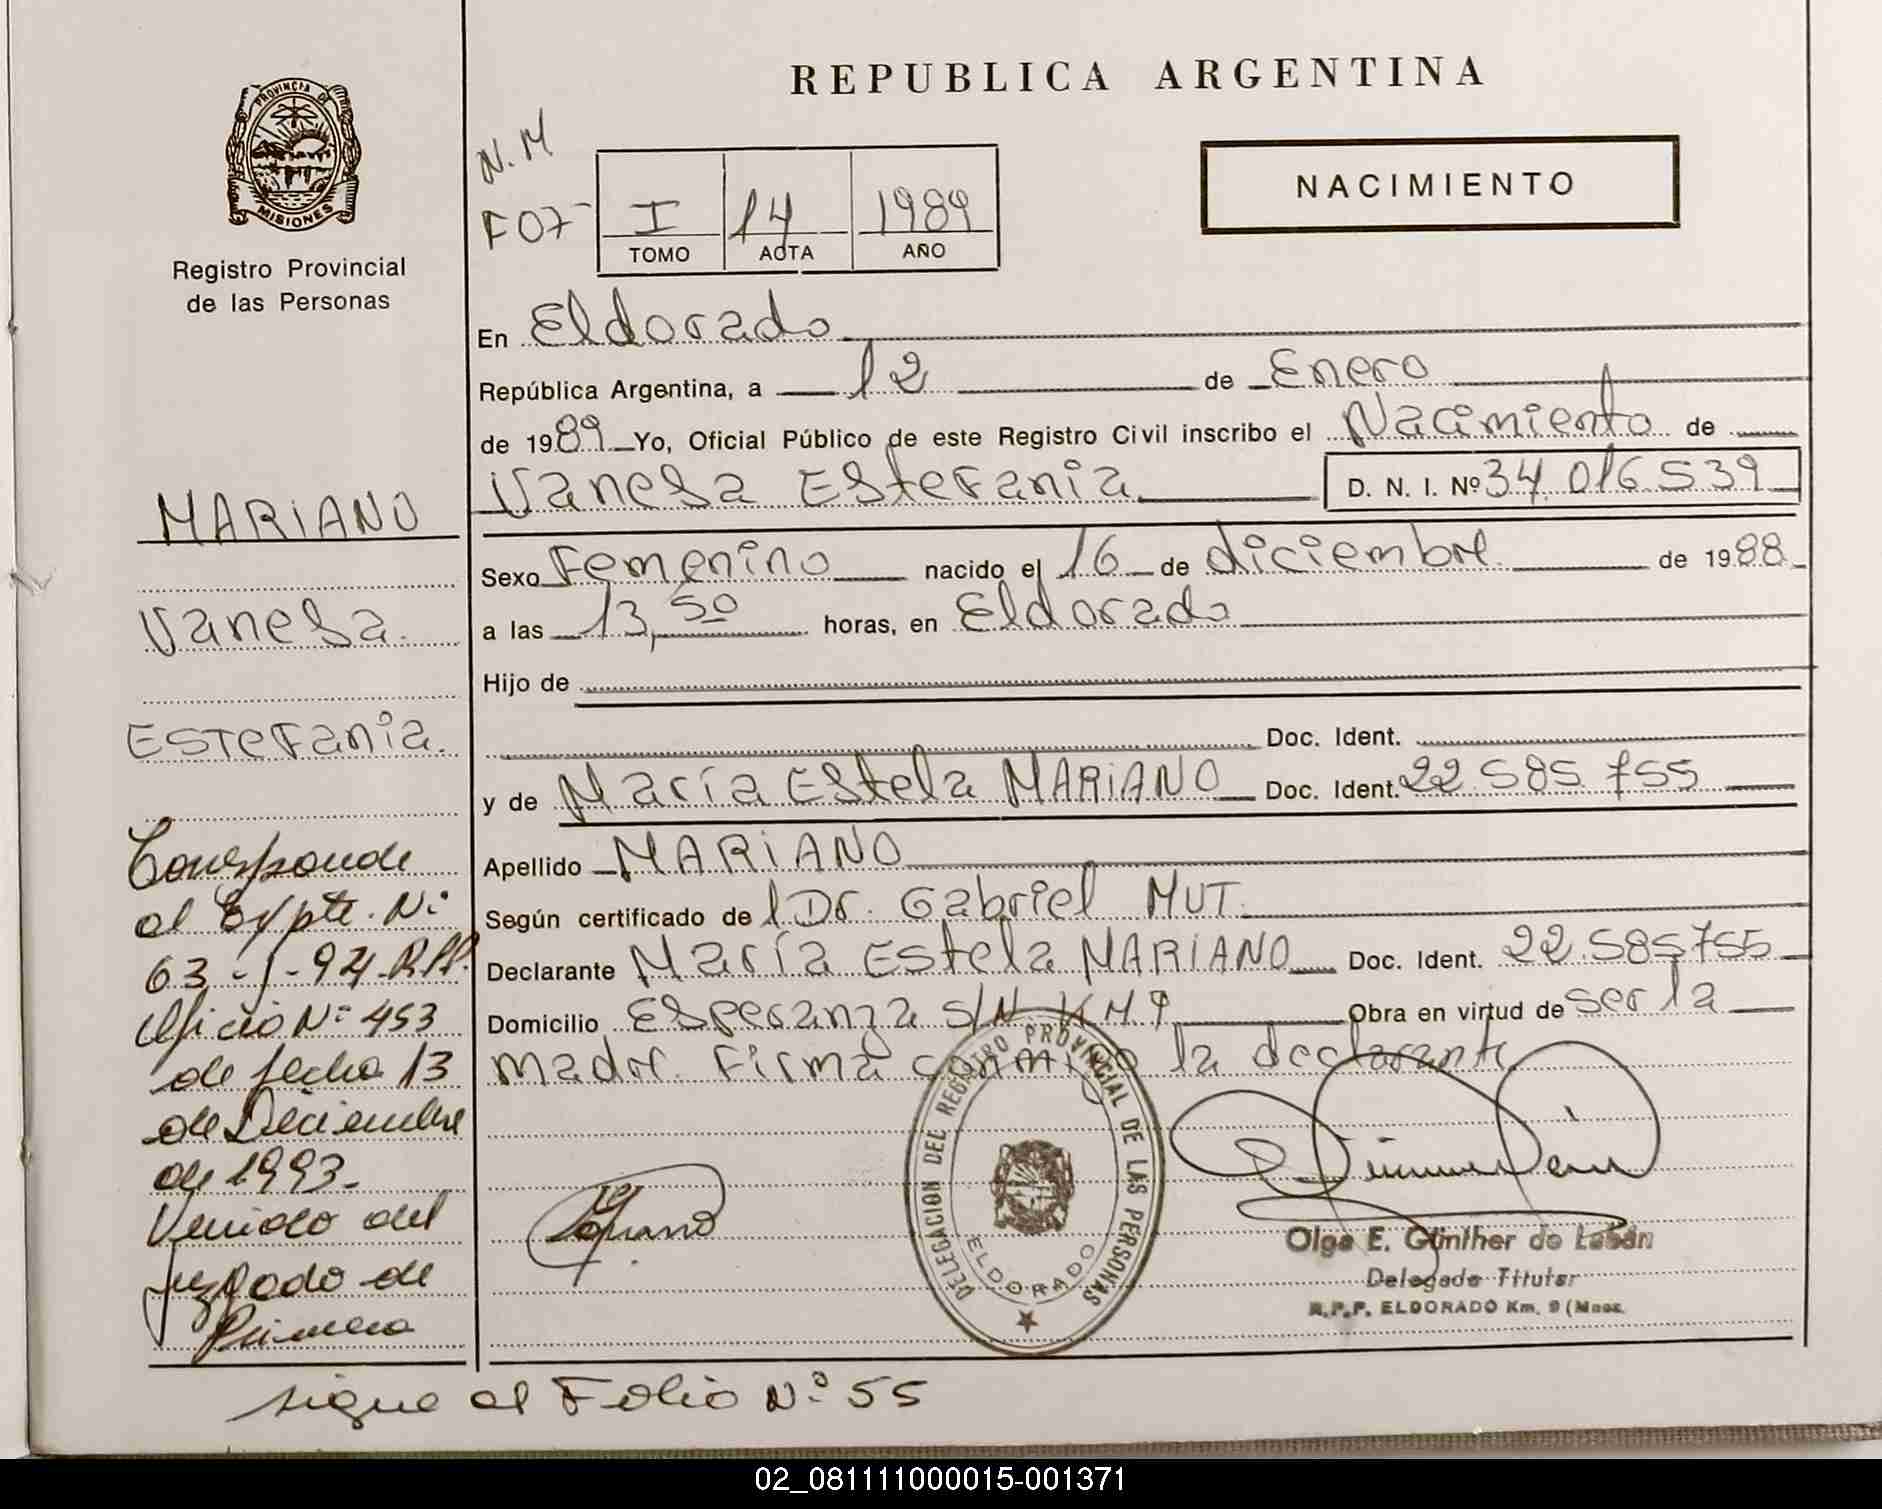 PROVINCIA DE
MISIONES
Registro Provincial
de las Personas
MARIANO
Vanesa
Estefania
Corresponde
al Expte. Nº
63-J-94-R.P.P.
Oficio Nº 453
de fecha 13
de Diciembre
de 1993-
Venido del
Juzgado de
Primera
REPUBLICA ARGENTINA
N.M
F 07-
NACIMIENTO
I 14 1989
TOMO ACTA AÑO
En Eldorado
República Argentina, a 12 de Enero
de 1989 Yo, Oficial Público de este Registro Civil inscribo el Nacimiento de
Vanesa Estefania D. N. I. Nº 34.016.539
Sexo Femenino nacido el 16 de diciembre de 1988
a las 13,50 horas, en Eldorado
Hijo de
Doc. Ident.
y de María Estela MARIANO Doc. Ident. 22.585.755
Apellido MARIANO
Según certificado de l Dr. Gabriel MUT.
Declarante María Estela MARIANO Doc. Ident. 22.585755
Domicilio Esperanza S/N KM 9 Obra en virtud de ser la
madre. Firma conmigo la declarante
DELEGACION DEL REGISTRO PROVINCIAL DE LAS PERSONAS
ELDORADO
Olga E. Günther de
Delegada Titular
R.P.P. ELDORADO Km. 9 (Mnes.
sigue al Folio Nº 55
02_081111000015-001371